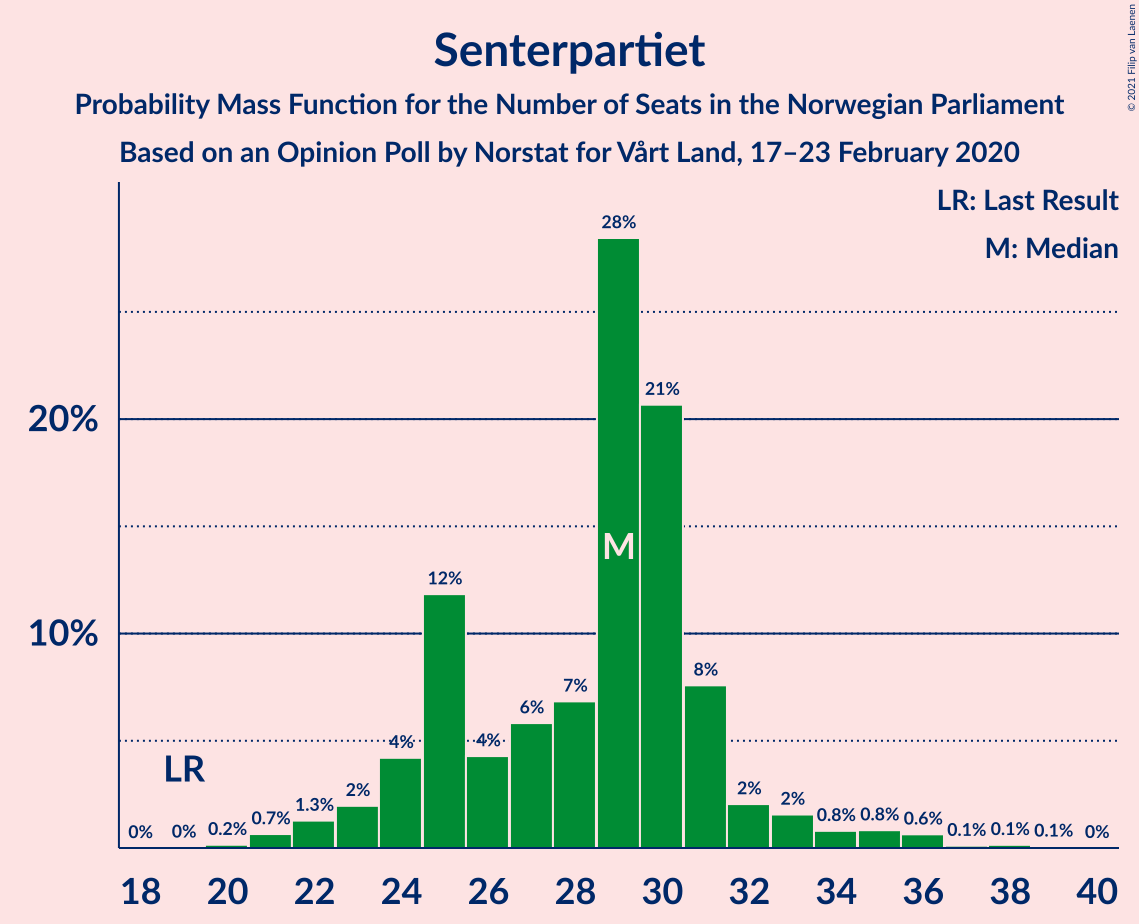 Senterpartiet
Probability Mass Function for the Number of Seats in the Norwegian Parliament
Based on an Opinion Poll by Norstat for Vårt Land, 17–23 February 2020
© 2021 Filip van Laenen
LR: Last Result
M: Median
20%
10%
0% 0% 0.2% 0.7% 1.3% 2% 4% 12% 4% 6% 7% 28% 21% 8% 2% 2% 0.8% 0.8% 0.6% 0.1% 0.1% 0.1% 0%
LR
M
18 20 22 24 26 28 30 32 34 36 38 40